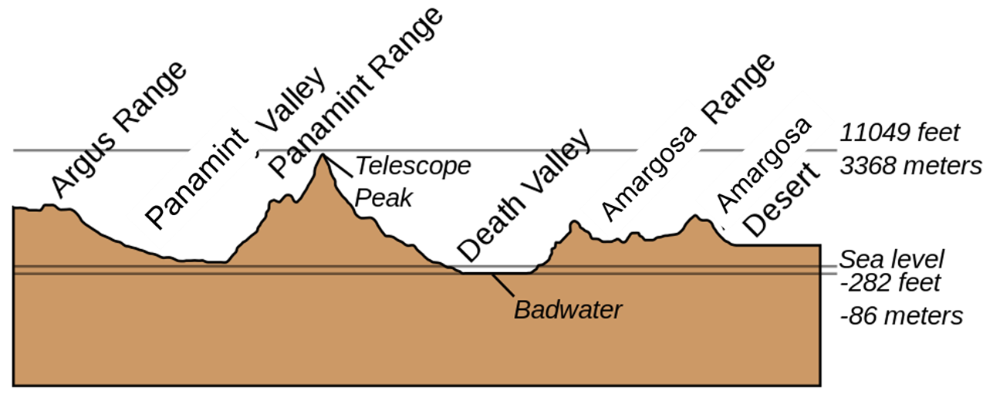 Argus Range
Panamint Valley
Panamint Range
Telescope
Peak
Death Valley
Amargosa Range
Amargosa
Desert
11049 feet
3368 meters
Sea level
-282 feet
-86 meters
Badwater